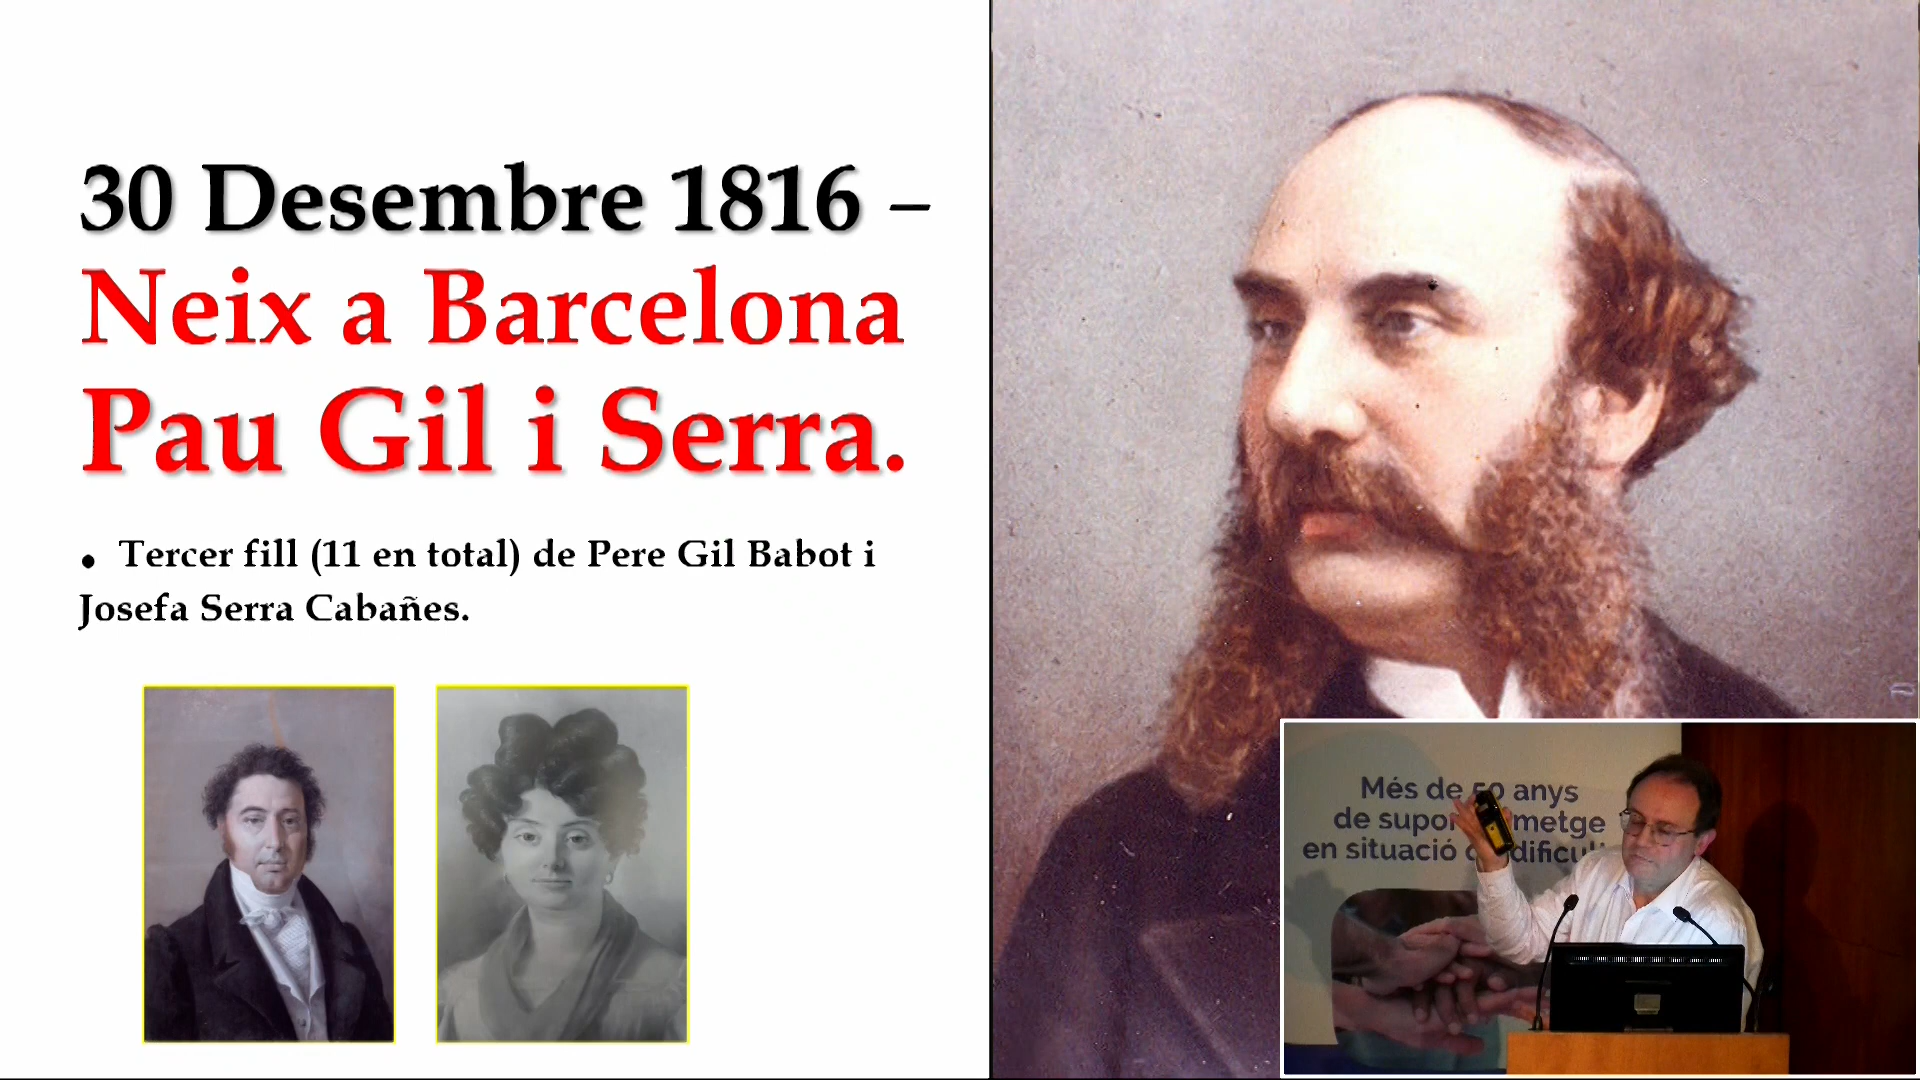 30 Desembre 1816 –
Neix a Barcelona
Pau Gil i Serra.
• Tercer fill (11 en total) de Pere Gil Babot i
Josefa Serra Cabañes.
Més de 50 anys
de metge
en situació